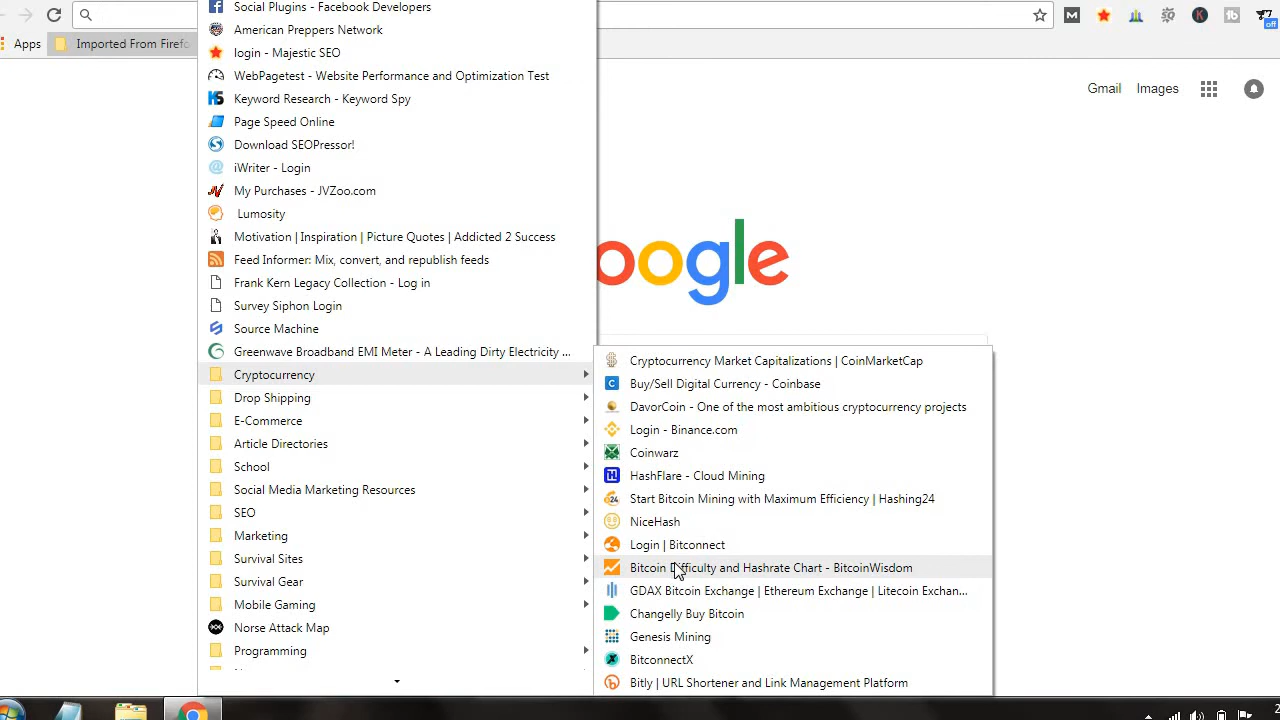 Social Plugins - Facebook Developers
American Preppers Network
Apps
Imported From Firef
login - Majestic SEO
WebPagetest - Website Performance and Optimization Test
Keyword Research - Keyword Spy
Page Speed Online
Download SEOPressor!
iWriter - Login
My Purchases - JVZoo.com
Lumosity
Motivation | Inspiration | Picture Quotes | Addicted 2 Success
Feed Informer: Mix, convert, and republish feeds
Frank Kern Legacy Collection - Log in
Survey Siphon Login
Source Machine
Greenwave Broadband EMI Meter - A Leading Dirty Electricity ...
Cryptocurrency
Drop Shipping
E-Commerce
Article Directories
School
Social Media Marketing Resources
SEO
Marketing
Survival Sites
Survival Gear
Mobile Gaming
Norse Attack Map
Programming
off
Gmail Images
oogle
Cryptocurrency Market Capitalizations | CoinMarketCap
Buy/Sell Digital Currency - Coinbase
DavorCoin - One of the most ambitious cryptocurrency projects
Login - Binance.com
Coinwarz
HashFlare - Cloud Mining
Start Bitcoin Mining with Maximum Efficiency | Hashing24
NiceHash
Login | Bitconnect
Bitcoin Difficulty and Hashrate Chart - BitcoinWisdom
GDAX Bitcoin Exchange | Ethereum Exchange | Litecoin Exchan...
Changelly Buy Bitcoin
Genesis Mining
BitconnectX
Bitly | URL Shortener and Link Management Platform